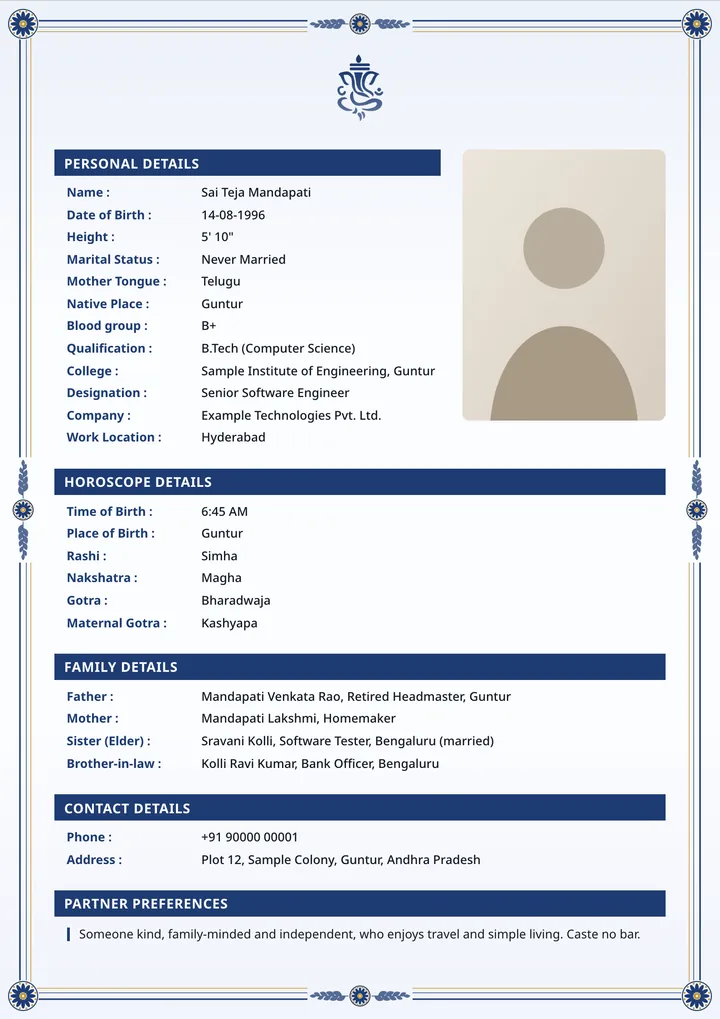 PERSONAL DETAILS
Name : Sai Teja Mandapati
Date of Birth : 14-08-1996
Height : 5' 10"
Marital Status : Never Married
Mother Tongue : Telugu
Native Place : Guntur
Blood group : B+
Qualification : B.Tech (Computer Science)
College : Sample Institute of Engineering, Guntur
Designation : Senior Software Engineer
Company : Example Technologies Pvt. Ltd.
Work Location : Hyderabad
HOROSCOPE DETAILS
Time of Birth : 6:45 AM
Place of Birth : Guntur
Rashi : Simha
Nakshatra : Magha
Gotra : Bharadwaja
Maternal Gotra : Kashyapa
FAMILY DETAILS
Father : Mandapati Venkata Rao, Retired Headmaster, Guntur
Mother : Mandapati Lakshmi, Homemaker
Sister (Elder) : Sravani Kolli, Software Tester, Bengaluru (married)
Brother-in-law : Kolli Ravi Kumar, Bank Officer, Bengaluru
CONTACT DETAILS
Phone : +91 90000 00001
Address : Plot 12, Sample Colony, Guntur, Andhra Pradesh
PARTNER PREFERENCES
Someone kind, family-minded and independent, who enjoys travel and simple living. Caste no bar.